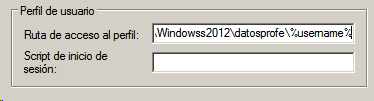 Perfil de usuario
Ruta de acceso al perfil: \Windowss2012\datosprofe\%username%
Script de inicio de
sesión: